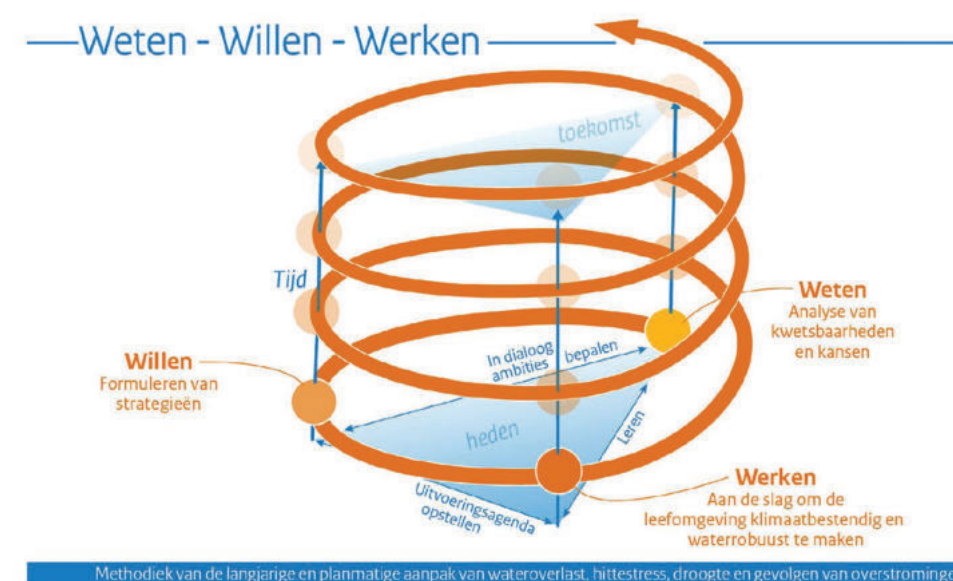 Weten - Willen - Werken
toekomst
Tijd
Weten
Analyse van
kwetsbaarheden
en kansen
Willen
Formuleren van
strategieën
In dialoog bepalen
ambities
heden
Leren
Uitvoeringsagenda
opstellen
Werken
Aan de slag om de
leefomgeving klimaatbestendig en
waterrobuust te maken
Methodiek van de langjarige en planmatige aanpak van wateroverlast, hittestress, droogte en gevolgen van overstrominge